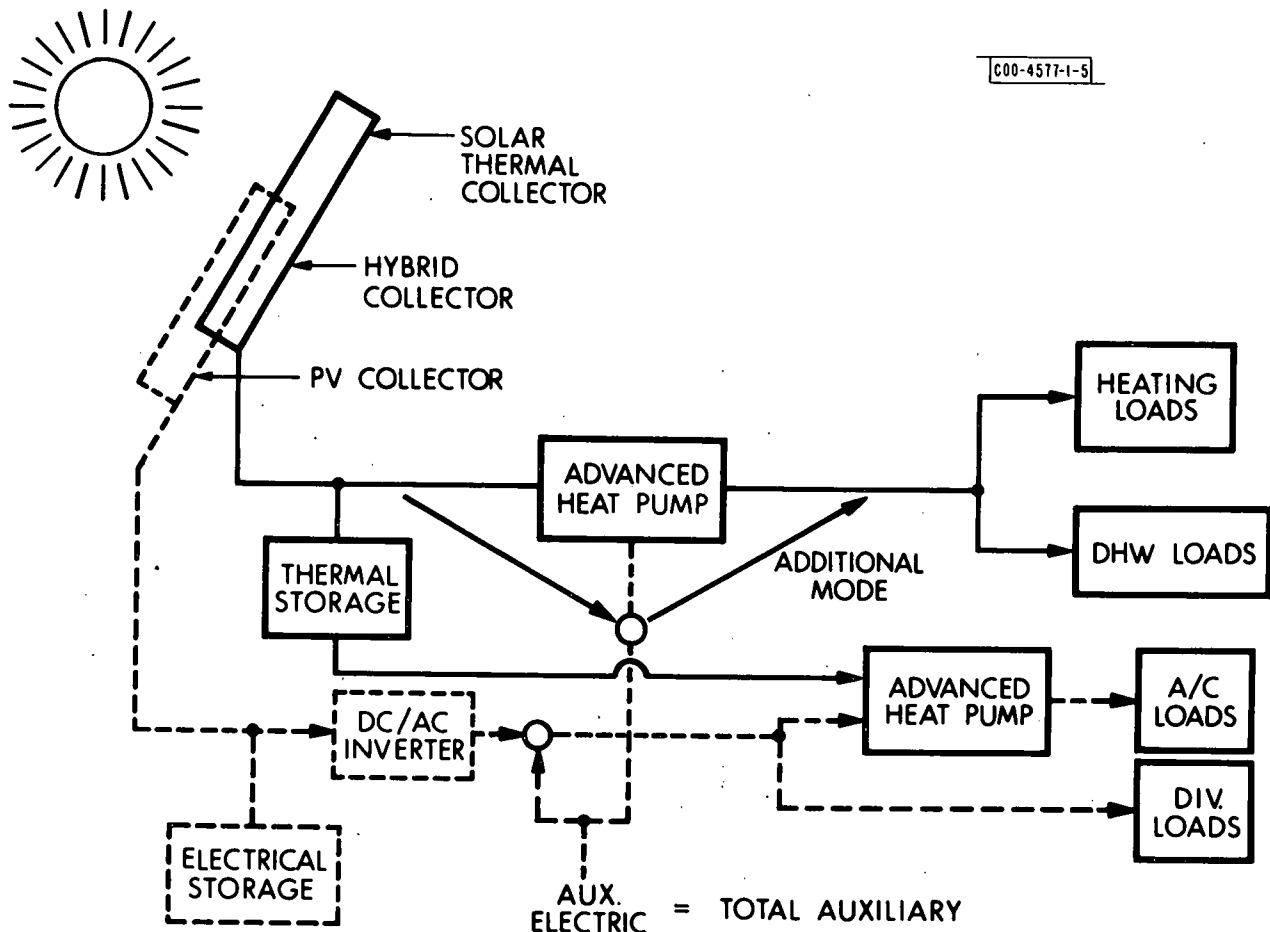 COO-4577-1-5
SOLAR
THERMAL
COLLECTOR
HYBRID
COLLECTOR
PV COLLECTOR
HEATING
LOADS
ADVANCED
HEAT PUMP
DHW LOADS
THERMAL
STORAGE
ADDITIONAL
MODE
ADVANCED
HEAT PUMP
A/C
LOADS
DC/AC
INVERTER
DIV.
LOADS
ELECTRICAL
STORAGE
AUX.
ELECTRIC = TOTAL AUXILIARY